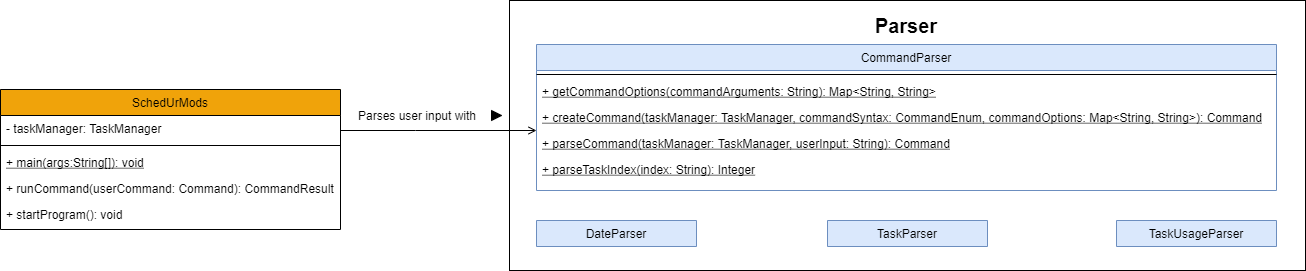 Parser
CommandParser
+ getCommandOptions(commandArguments: String): Map<String, String>
+ createCommand(taskManager: TaskManager, commandSyntax: CommandEnum, commandOptions: Map<String, String>): Command
+ parseCommand(taskManager: TaskManager, userInput: String): Command
+ parseTaskIndex(index: String): Integer
SchedUrMods
- taskManager: TaskManager
+ main(args:String[]): void
+ runCommand(userCommand: Command): CommandResult
+ startProgram(): void
Parses user input with
DateParser
TaskParser
TaskUsageParser